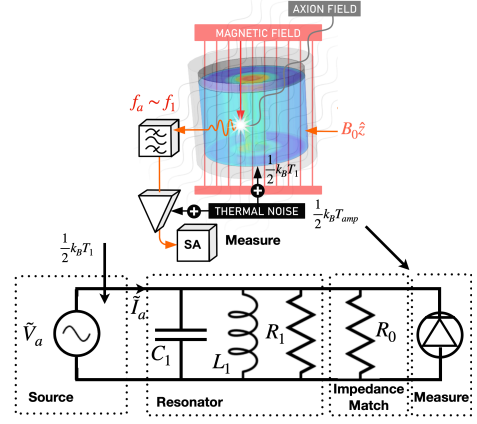 AXION FIELD
MAGNETIC FIELD
f_a ~ f_1
B_0ẑ
1/2 k_B T_1
THERMAL NOISE
1/2 k_B T_amp
SA
Measure
1/2 k_B T_1
Ṽ_a
Ĩ_a
C_1
L_1
R_1
R_0
Source
Resonator
Impedance
Match
Measure